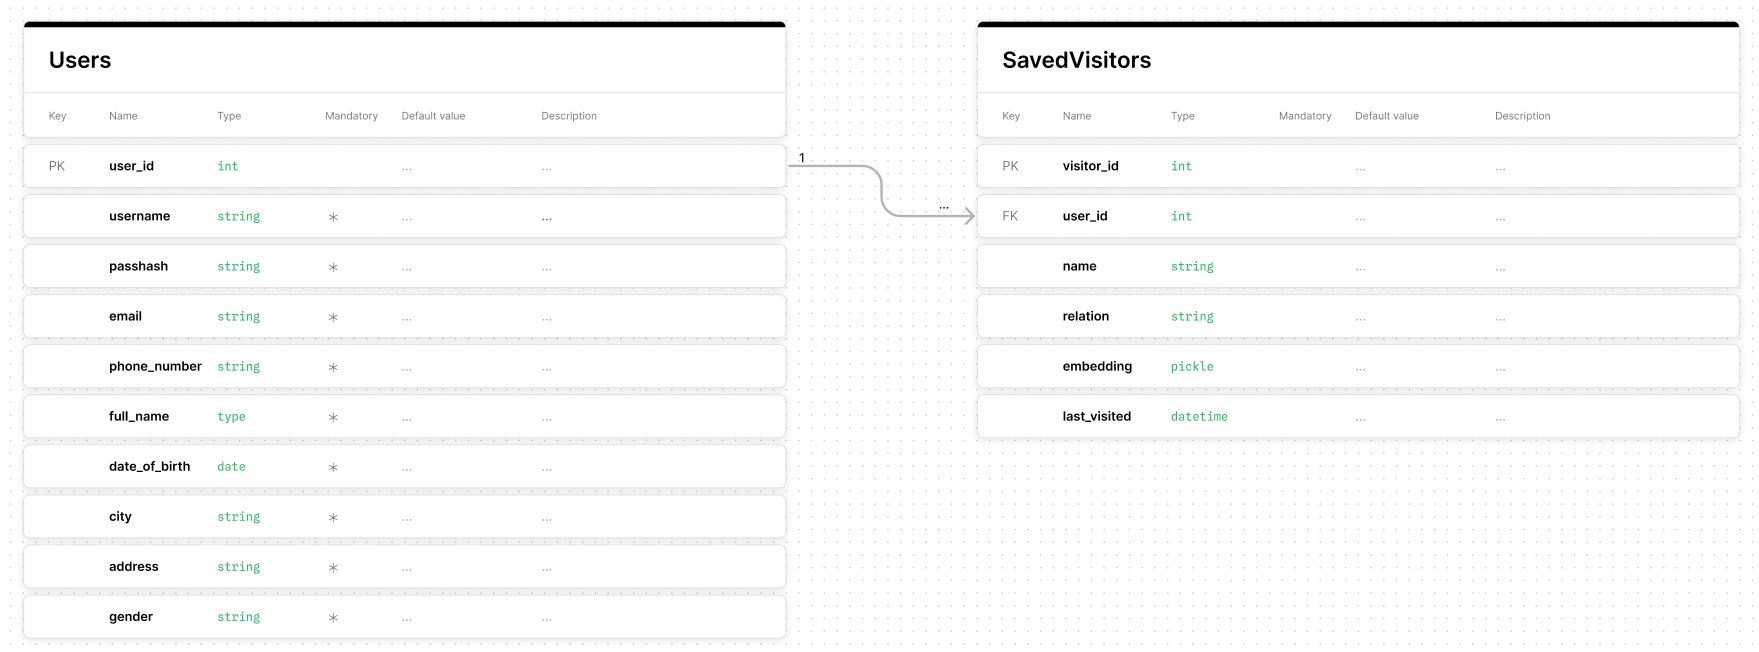 Users
Key Name Type Mandatory Default value Description
PK user_id int ... ...
username string * ... ...
passhash string * ... ...
email string * ... ...
phone_number string * ... ...
full_name type * ... ...
date_of_birth date * ... ...
city string * ... ...
address string * ... ...
gender string * ... ...
1
...
SavedVisitors
Key Name Type Mandatory Default value Description
PK visitor_id int ... ...
FK user_id int ... ...
name string ... ...
relation string ... ...
embedding pickle ... ...
last_visited datetime ... ...